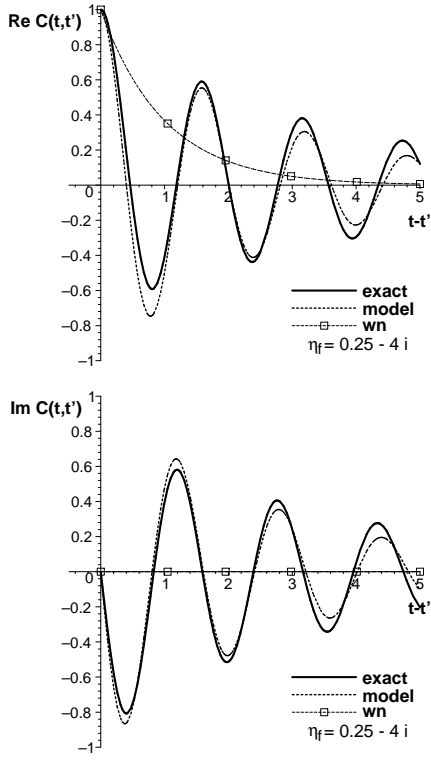 Re C(t,t')
1
0.8
0.6
0.4
0.2
0
1 2 3 4 5
t-t'
−0.2
−0.4
−0.6
−0.8
−1
exact
model
wn
ηf = 0.25 - 4 i
Im C(t,t')
1
0.8
0.6
0.4
0.2
0
1 2 3 4 5
t-t'
−0.2
−0.4
−0.6
−0.8
−1
exact
model
wn
ηf = 0.25 - 4 i